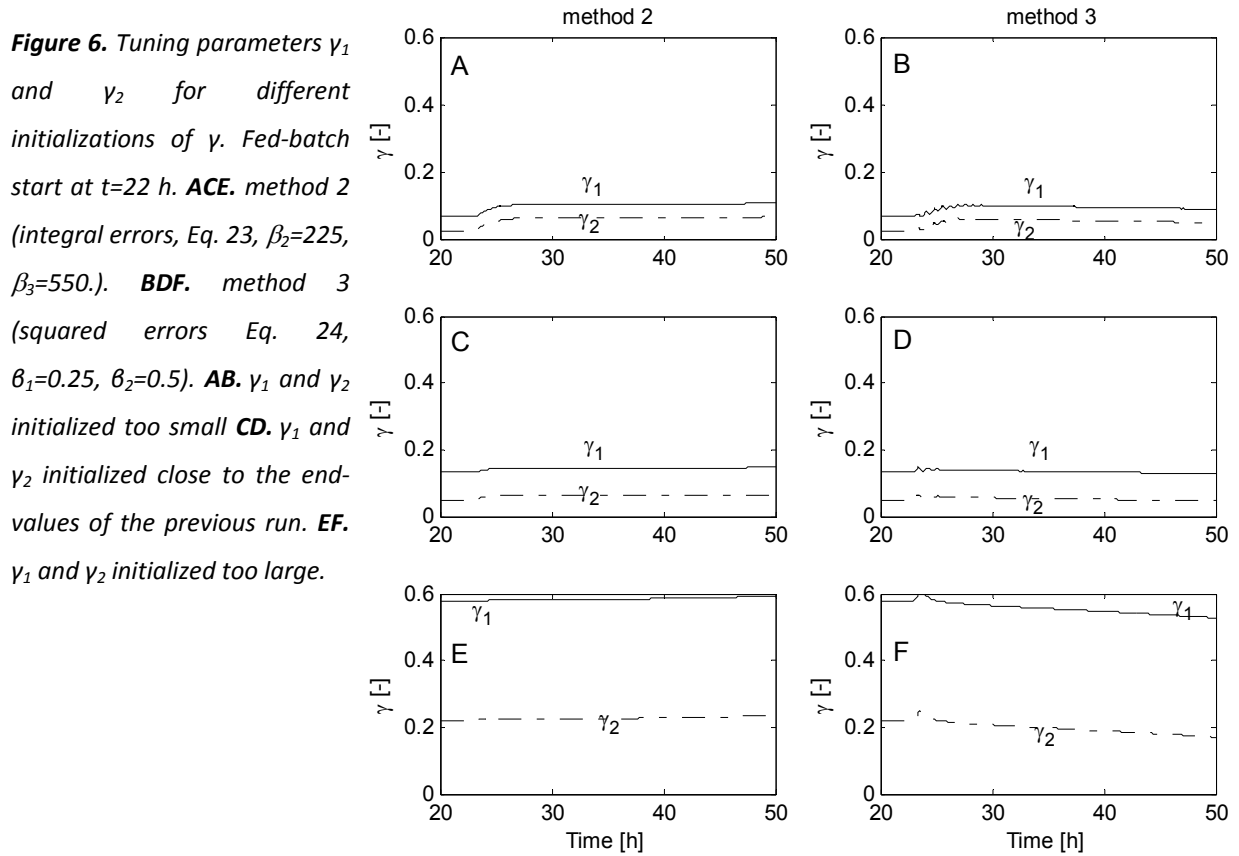 Figure 6. Tuning parameters γ1
and γ2 for different
initializations of γ. Fed-batch
start at t=22 h. ACE. method 2
(integral errors, Eq. 23, β2=225,
β3=550.). BDF. method 3
(squared errors Eq. 24,
β1=0.25, β2=0.5). AB. γ1 and γ2
initialized too small CD. γ1 and
γ2 initialized close to the end-
values of the previous run. EF.
γ1 and γ2 initialized too large.
method 2
A
γ [-]
0.6
0.4
0.2
0
γ1
γ2
20 30 40 50
method 3
B
γ [-]
0.6
0.4
0.2
0
γ1
γ2
20 30 40 50
C
γ [-]
0.6
0.4
0.2
0
γ1
γ2
20 30 40 50
D
γ [-]
0.6
0.4
0.2
0
γ1
γ2
20 30 40 50
E
γ [-]
0.6
0.4
0.2
0
γ1
γ2
20 30 40 50
Time [h]
F
γ [-]
0.6
0.4
0.2
0
γ1
γ2
20 30 40 50
Time [h]